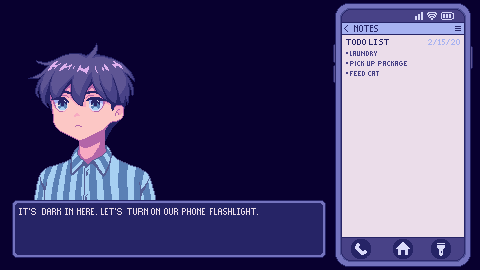 NOTES
TODO LIST 2/15/20
•LAUNDRY
•PICK UP PACKAGE
•FEED CAT
IT'S DARK IN HERE. LET'S TURN ON OUR PHONE FLASHLIGHT.